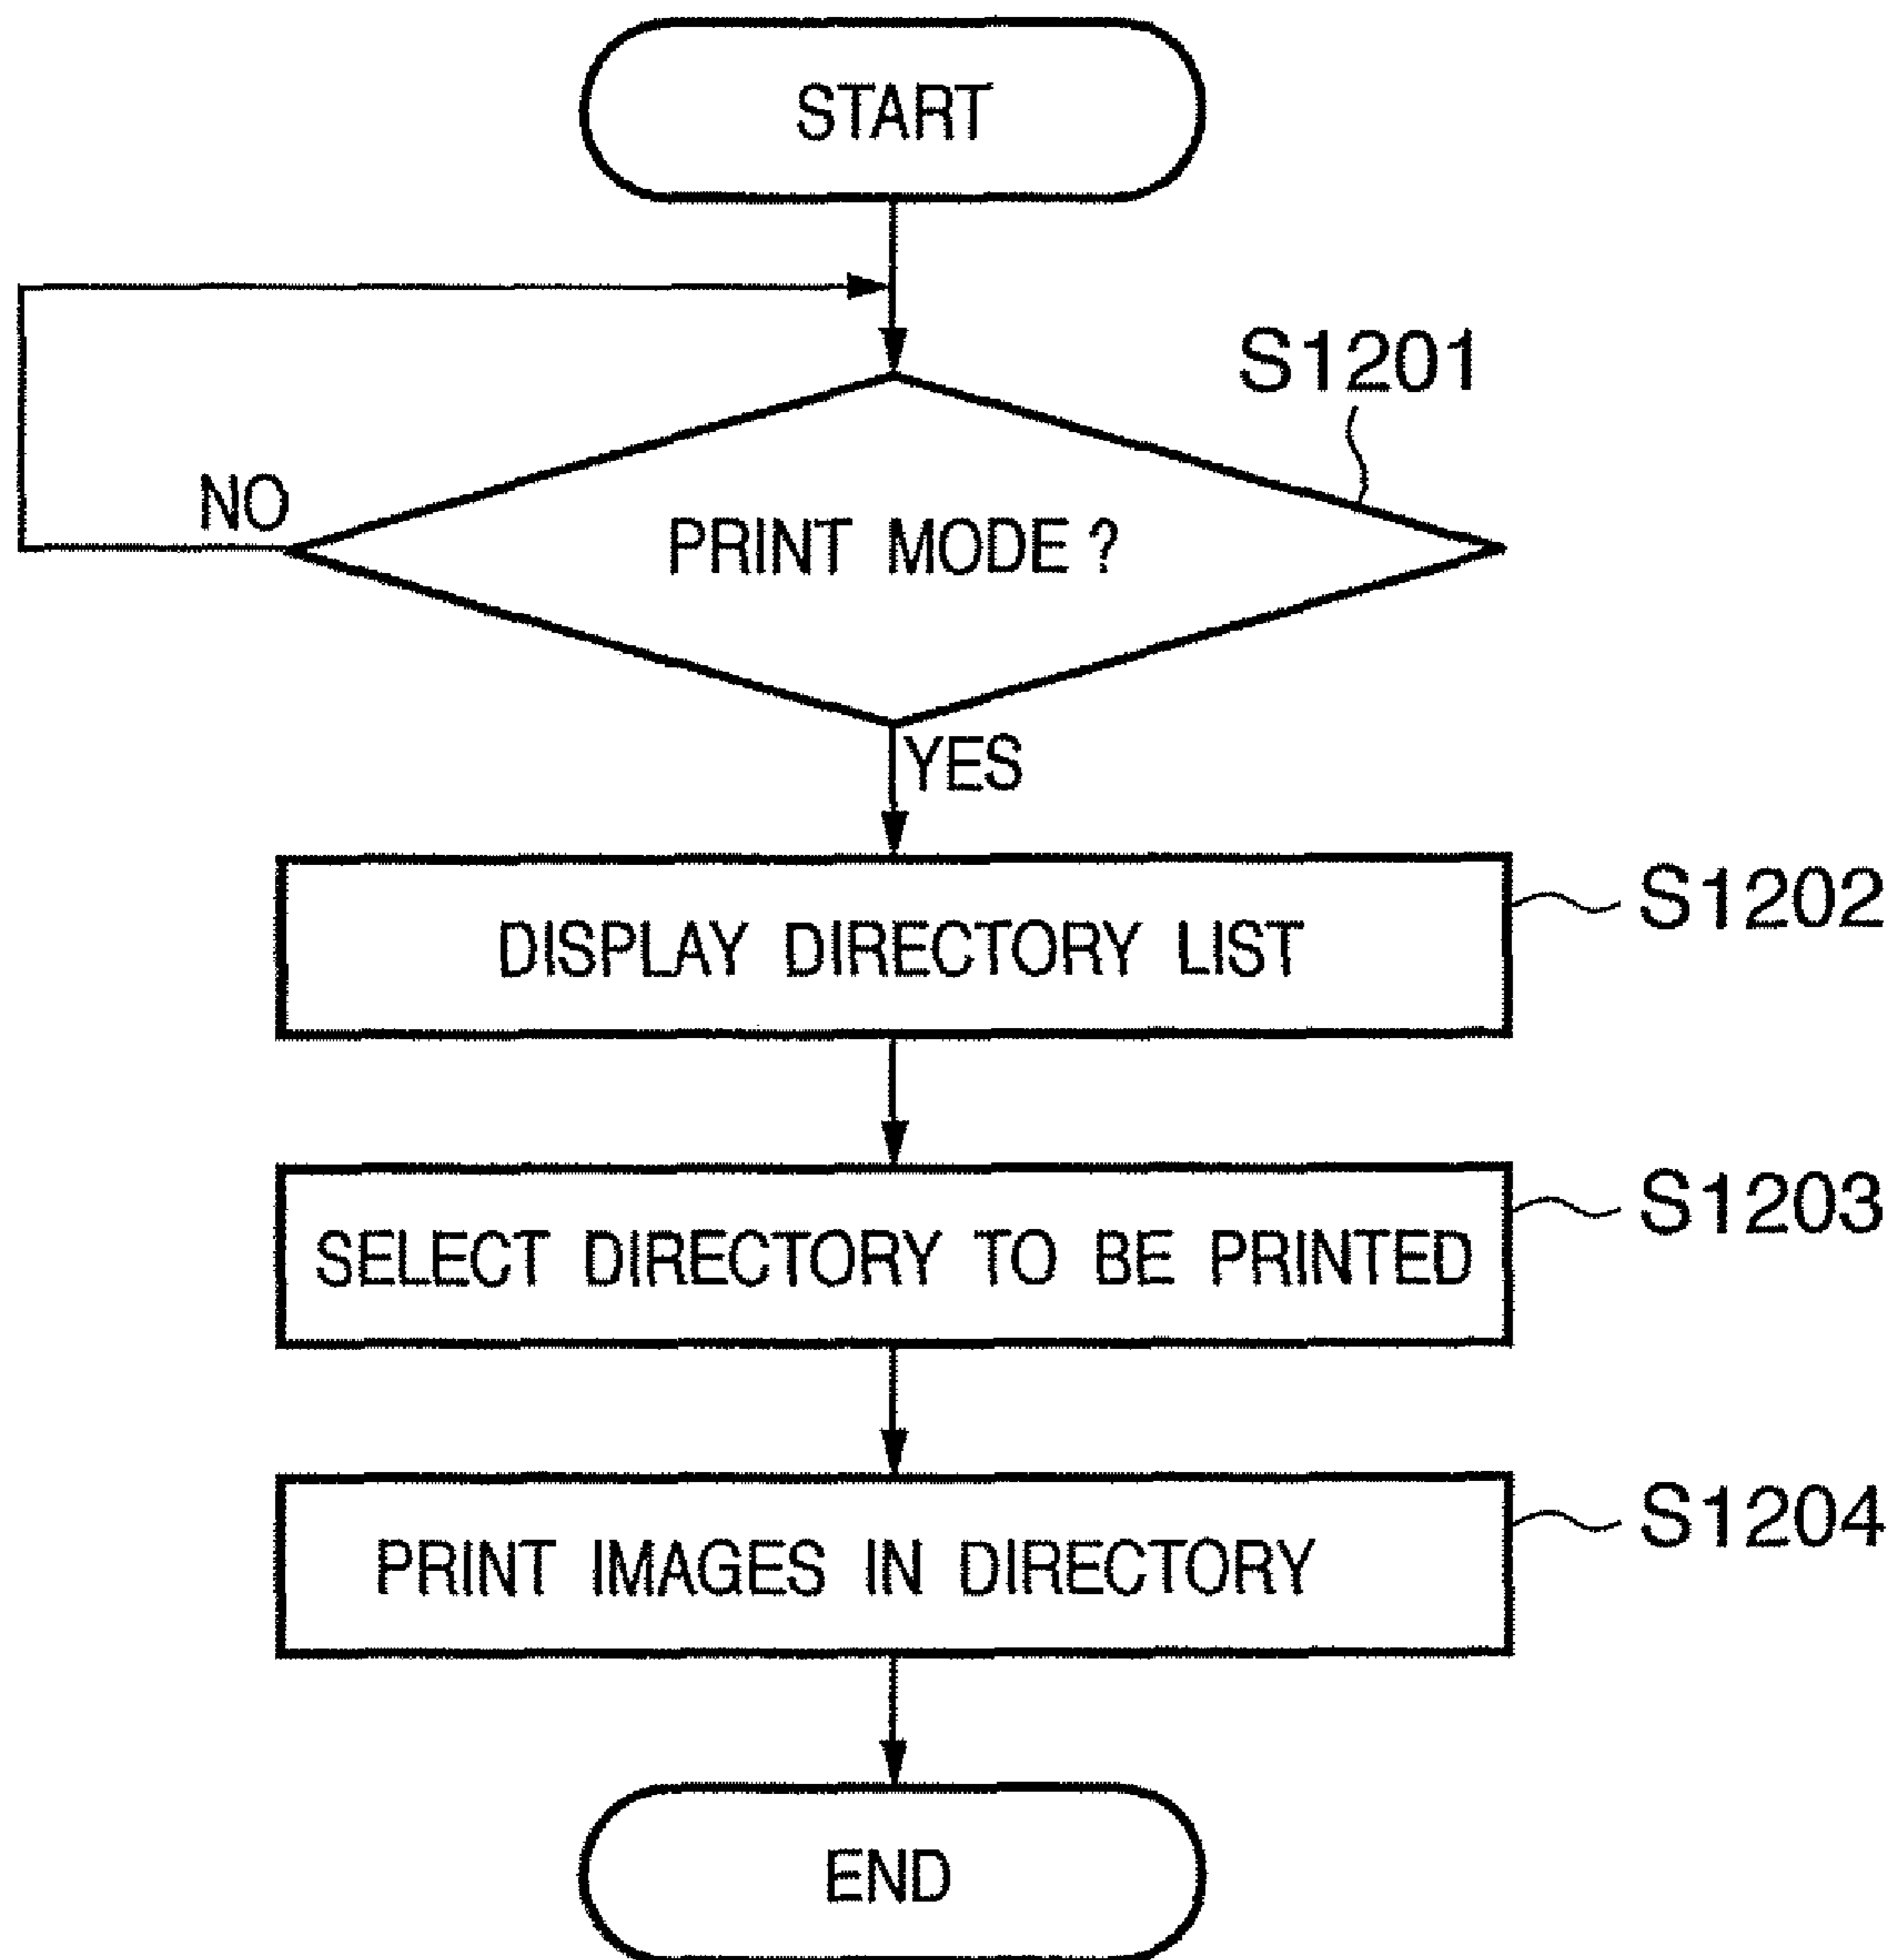 START
S1201
NO
PRINT MODE ?
YES
DISPLAY DIRECTORY LIST
S1202
SELECT DIRECTORY TO BE PRINTED
S1203
PRINT IMAGES IN DIRECTORY
S1204
END